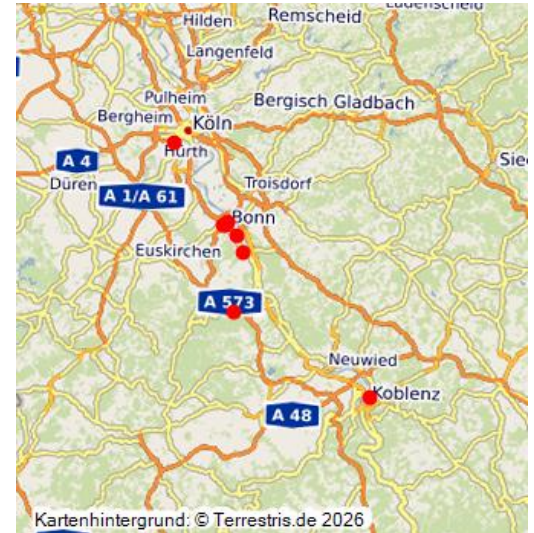 Lüdenscheid
Remscheid
Hilden
Langenfeld
Pulheim
Bergheim
Bergisch Gladbach
Köln
Hürth
A 4
Düren
Troisdorf
A 1/A 61
Bonn
Euskirchen
A 573
Neuwied
Koblenz
A 48
Kartenhintergrund: © Terrestris.de 2026